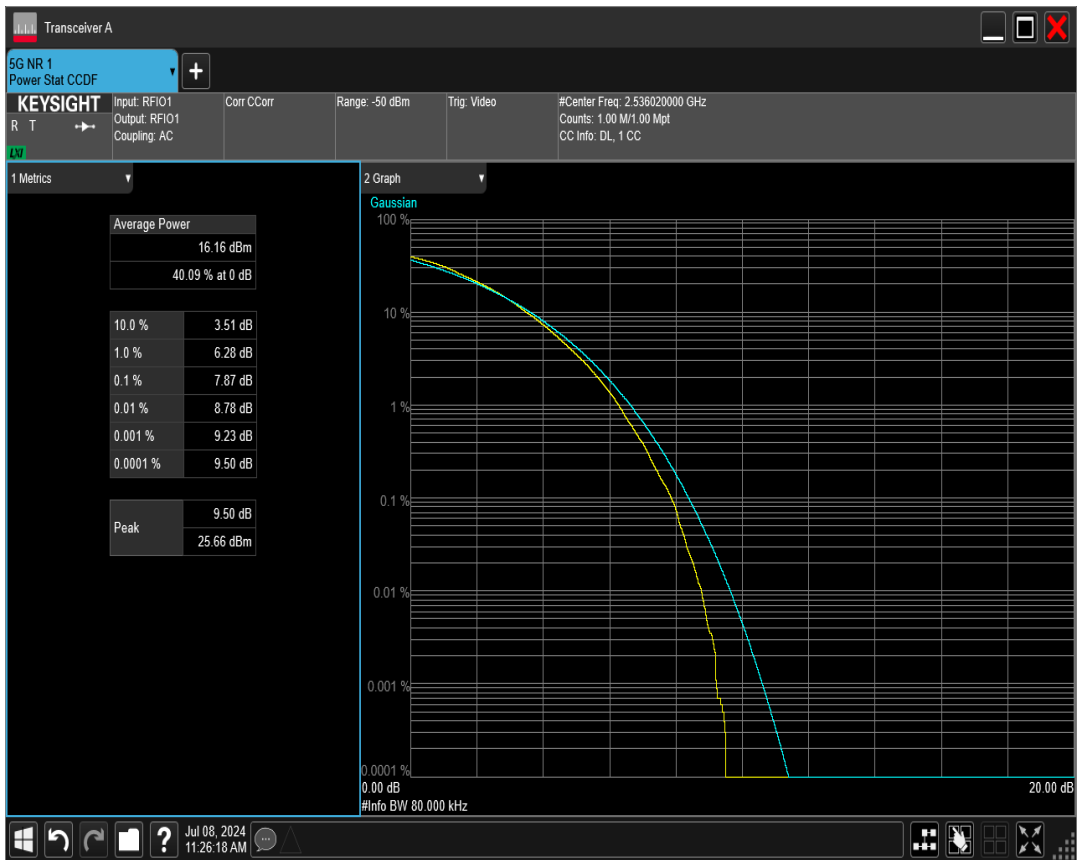 Transceiver A
5G NR 1
Power Stat CCDF
+
KEYSIGHT
R T
LXI
Input: RFIO1
Output: RFIO1
Coupling: AC
Corr CCorr
Range: -50 dBm
Trig: Video
#Center Freq: 2.536020000 GHz
Counts: 1.00 M/1.00 Mpt
CC Info: DL, 1 CC
1 Metrics
Average Power
16.16 dBm
40.09 % at 0 dB
10.0 % 3.51 dB
1.0 % 6.28 dB
0.1 % 7.87 dB
0.01 % 8.78 dB
0.001 % 9.23 dB
0.0001 % 9.50 dB
Peak
9.50 dB
25.66 dBm
2 Graph
Gaussian
100 %
10 %
1 %
0.1 %
0.01 %
0.001 %
0.0001 %
0.00 dB 20.00 dB
#Info BW 80.000 kHz
?
Jul 08, 2024
11:26:18 AM